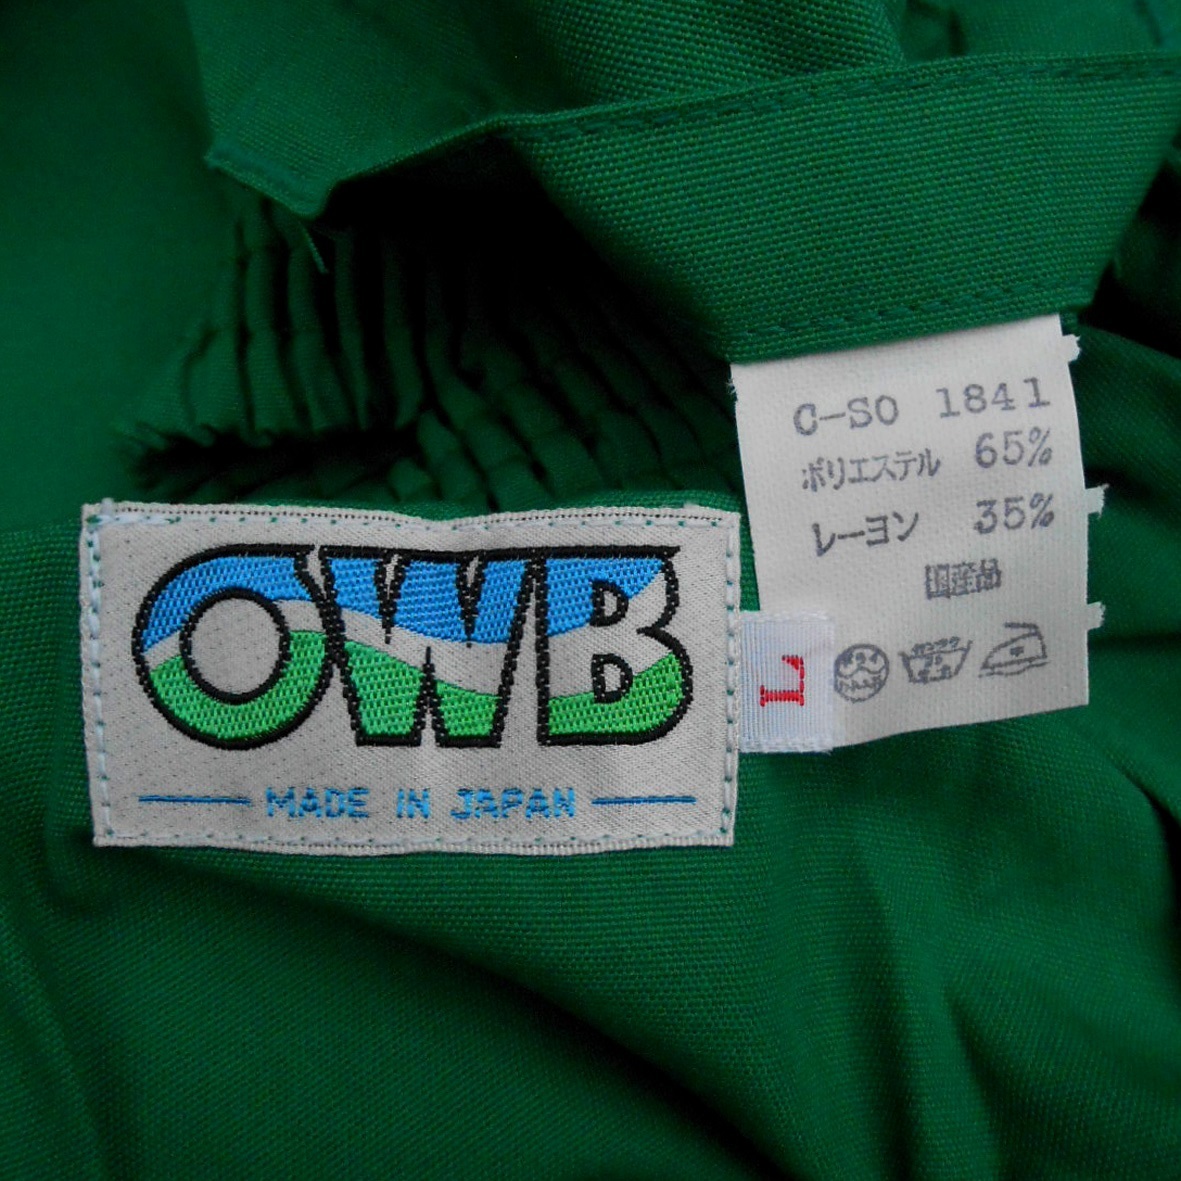 C-SO 1841
ポリエステル 65%
レーヨン 35%
国産品
OWB
MADE IN JAPAN
L